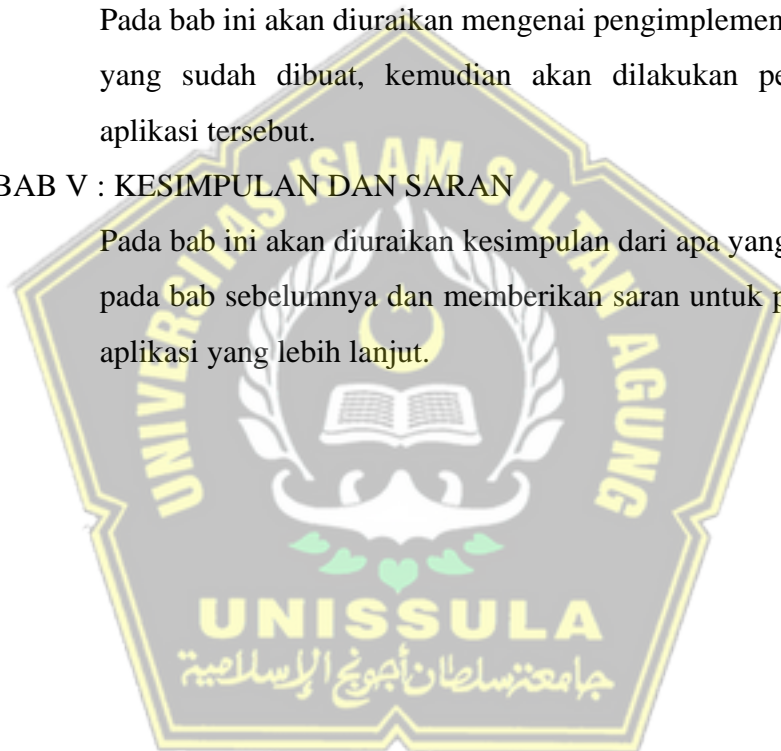 Pada bab ini akan diuraikan mengenai pengimplemen
yang sudah dibuat, kemudian akan dilakukan pe
aplikasi tersebut.
BAB V : KESIMPULAN DAN SARAN
Pada bab ini akan diuraikan kesimpulan dari apa yang
pada bab sebelumnya dan memberikan saran untuk p
aplikasi yang lebih lanjut.
UNIVERSITAS ISLAM SULTAN AGUNG
UNISSULA
جامعتنسلطان أجونج الإسلامية